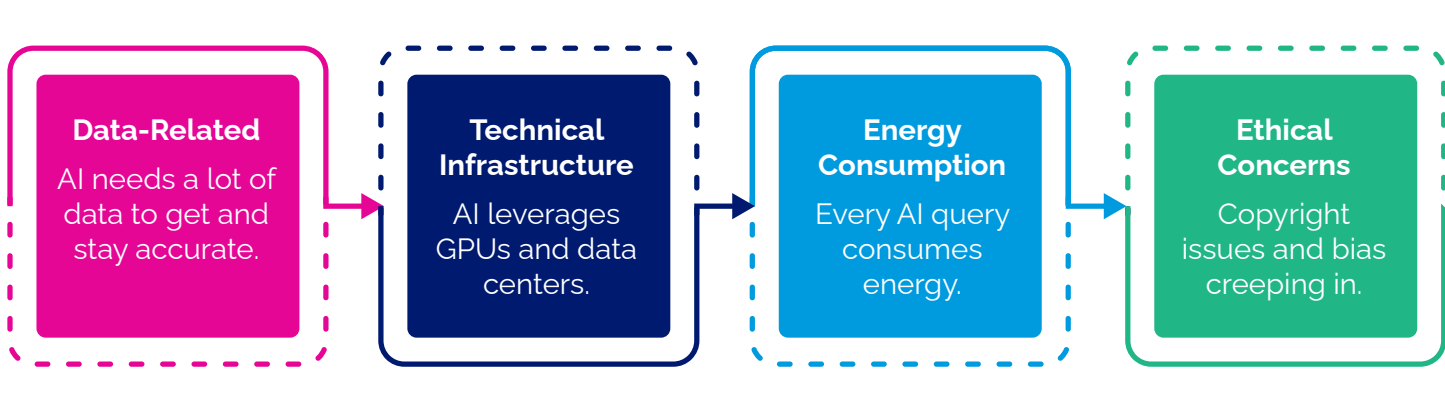 Data-Related
AI needs a lot of
data to get and
stay accurate.
Technical
Infrastructure
AI leverages
GPUs and data
centers.
Energy
Consumption
Every AI query
consumes
energy.
Ethical
Concerns
Copyright
issues and bias
creeping in.